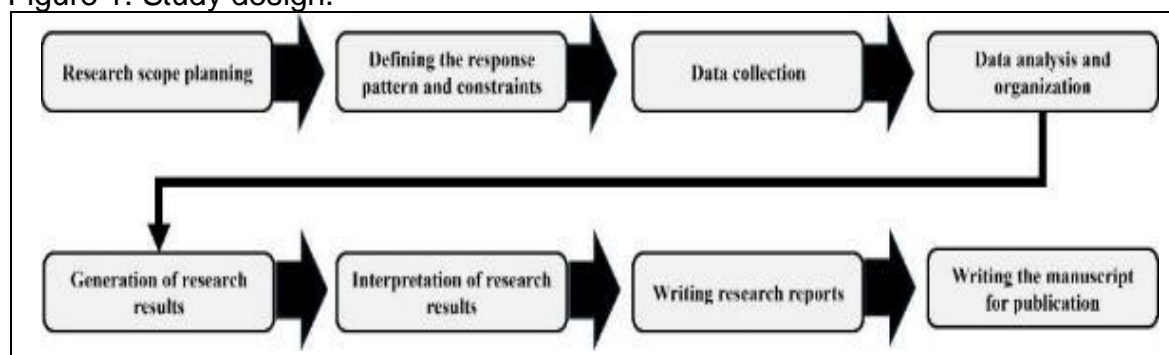 Figure 1. Study design.
Research scope planning
Defining the response
pattern and constraints
Data collection
Data analysis and
organization
Generation of research
results
Interpretation of research
results
Writing research reports
Writing the manuscript
for publication